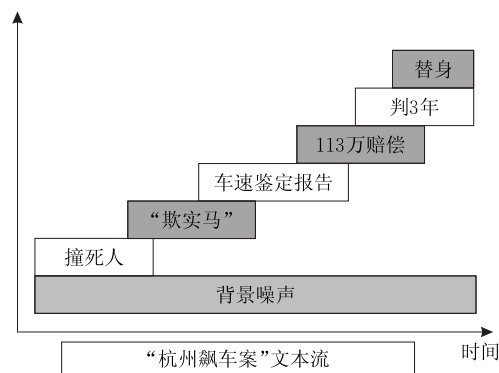 替身
判3年
113万赔偿
车速鉴定报告
“欺实马”
撞死人
背景噪声
时间
“杭州飙车案”文本流